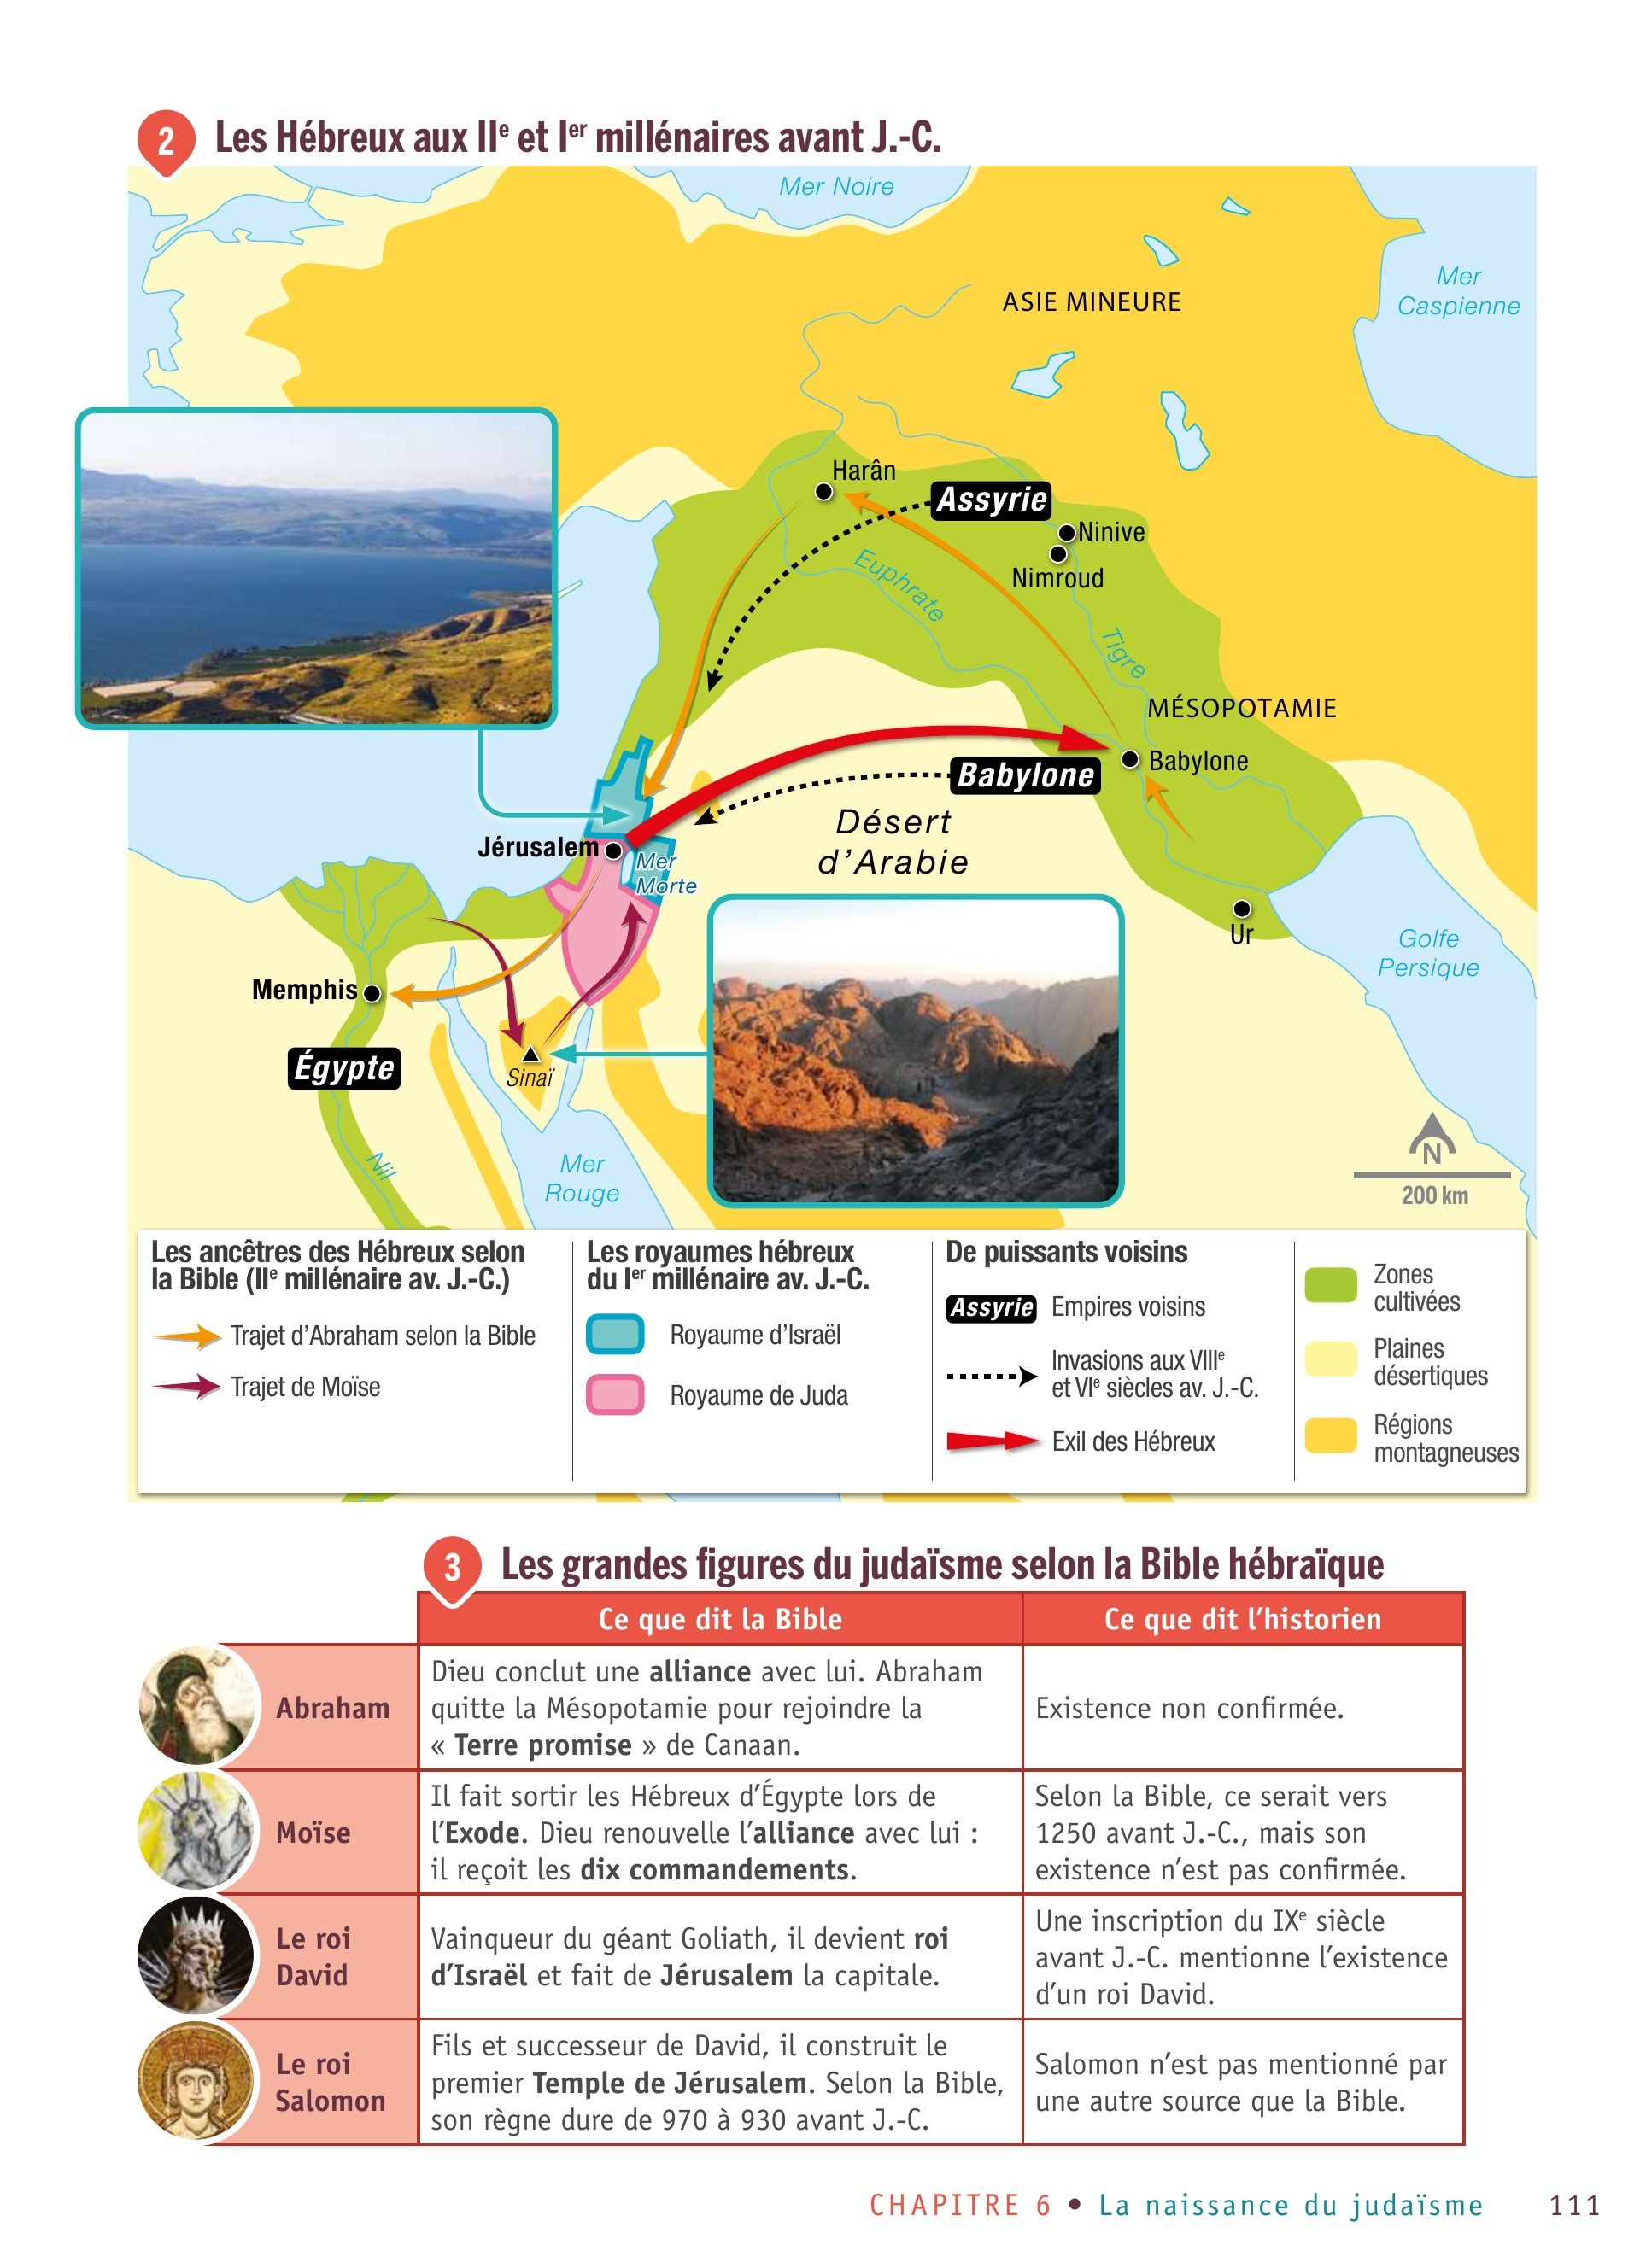 2
Les Hébreux aux IIe et Ier millénaires avant J.-C.
Mer Noire
Mer
Caspienne
ASIE MINEURE
Harân
Assyrie
Ninive
Nimroud
Euphrate
Tigre
MÉSOPOTAMIE
Babylone
Babylone
Désert
d'Arabie
Jérusalem
Mer
Morte
Ur
Golfe
Persique
Memphis
Égypte
Sinaï
Nil
Mer
Rouge
N
200 km
Les ancêtres des Hébreux selon
la Bible (IIe millénaire av. J.-C.)
Trajet d'Abraham selon la Bible
Trajet de Moïse
Les royaumes hébreux
du Ier millénaire av. J.-C.
Royaume d'Israël
Royaume de Juda
De puissants voisins
Assyrie Empires voisins
Invasions aux VIIIe
et VIe siècles av. J.-C.
Exil des Hébreux
Zones
cultivées
Plaines
désertiques
Régions
montagneuses
3
Les grandes figures du judaïsme selon la Bible hébraïque
Ce que dit la Bible
Ce que dit l'historien
Abraham
Dieu conclut une alliance avec lui. Abraham
quitte la Mésopotamie pour rejoindre la
« Terre promise » de Canaan.
Existence non confirmée.
Moïse
Il fait sortir les Hébreux d'Égypte lors de
l'Exode. Dieu renouvelle l'alliance avec lui :
il reçoit les dix commandements.
Selon la Bible, ce serait vers
1250 avant J.-C., mais son
existence n'est pas confirmée.
Le roi
David
Vainqueur du géant Goliath, il devient roi
d'Israël et fait de Jérusalem la capitale.
Une inscription du IXe siècle
avant J.-C. mentionne l'existence
d'un roi David.
Le roi
Salomon
Fils et successeur de David, il construit le
premier Temple de Jérusalem. Selon la Bible,
son règne dure de 970 à 930 avant J.-C.
Salomon n'est pas mentionné par
une autre source que la Bible.
CHAPITRE 6 • La naissance du judaïsme 111